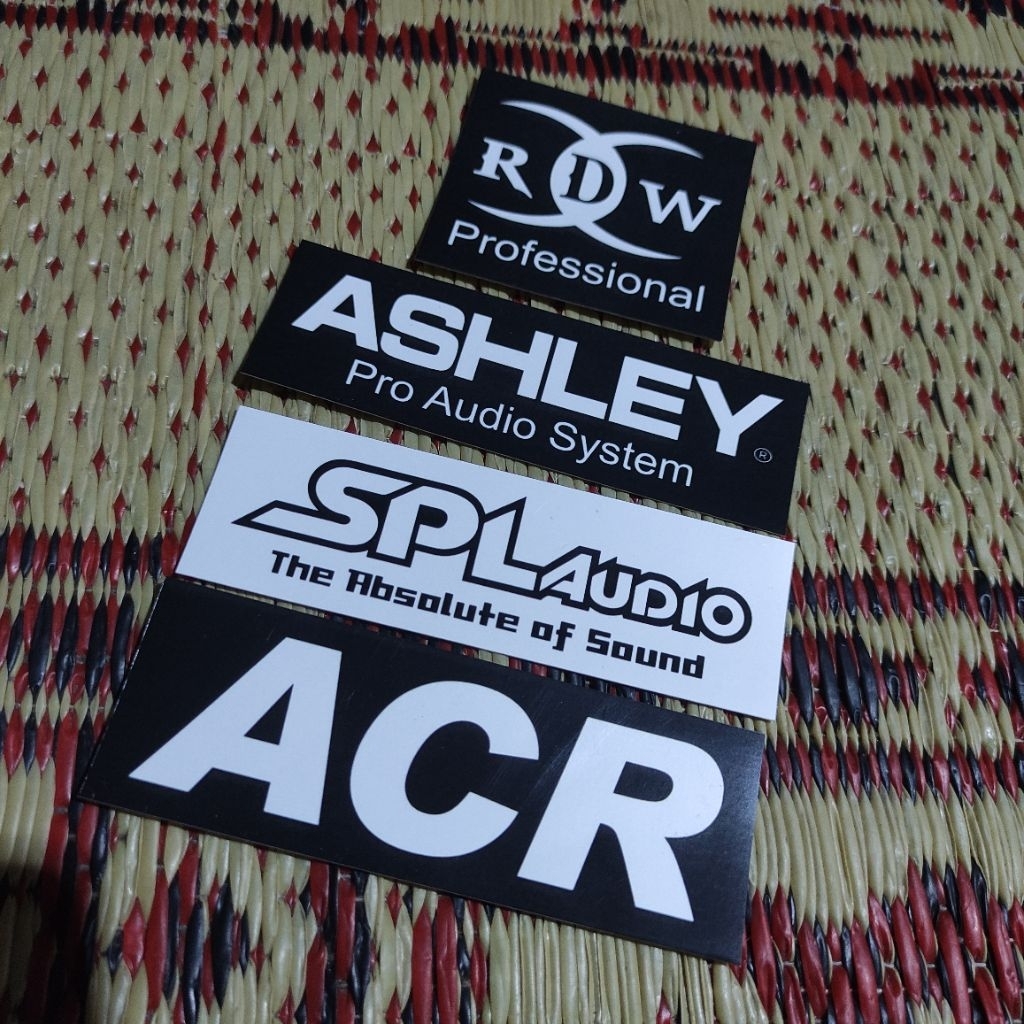 RDW
Professional
ASHLEY
Pro Audio System ®
SPL AUDIO
The Absolute of Sound
ACR